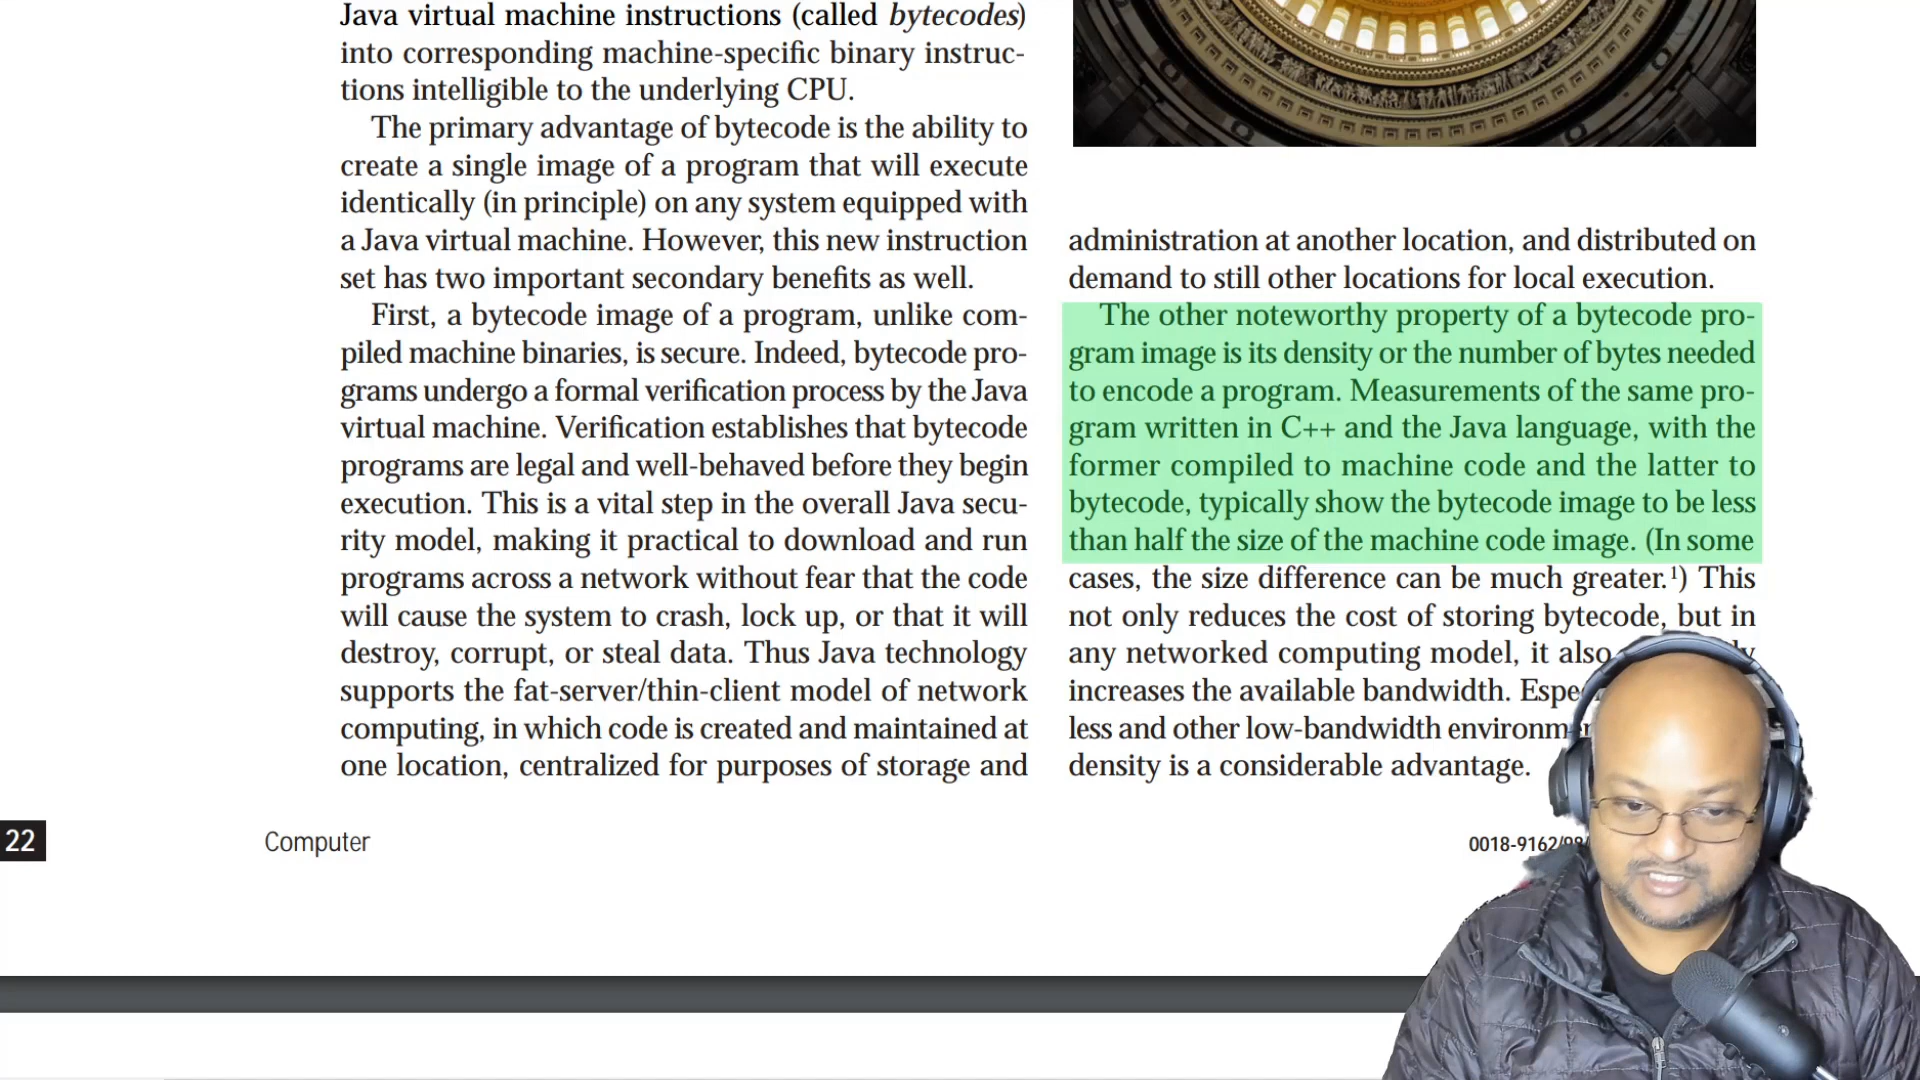 Java virtual machine instructions (called bytecodes)
into corresponding machine-specific binary instruc-
tions intelligible to the underlying CPU.
The primary advantage of bytecode is the ability to
create a single image of a program that will execute
identically (in principle) on any system equipped with
a Java virtual machine. However, this new instruction
set has two important secondary benefits as well.
First, a bytecode image of a program, unlike com-
piled machine binaries, is secure. Indeed, bytecode pro-
grams undergo a formal verification process by the Java
virtual machine. Verification establishes that bytecode
programs are legal and well-behaved before they begin
execution. This is a vital step in the overall Java secu-
rity model, making it practical to download and run
programs across a network without fear that the code
will cause the system to crash, lock up, or that it will
destroy, corrupt, or steal data. Thus Java technology
supports the fat-server/thin-client model of network
computing, in which code is created and maintained at
one location, centralized for purposes of storage and
administration at another location, and distributed on
demand to still other locations for local execution.
The other noteworthy property of a bytecode pro-
gram image is its density or the number of bytes needed
to encode a program. Measurements of the same pro-
gram written in C++ and the Java language, with the
former compiled to machine code and the latter to
bytecode, typically show the bytecode image to be less
than half the size of the machine code image. (In some
cases, the size difference can be much greater.¹) This
not only reduces the cost of storing bytecode, but in
any networked computing model, it also
increases the available bandwidth.
less and other low-bandwidth
density is a considerable advantage.
22
Computer
0018-9162/98/